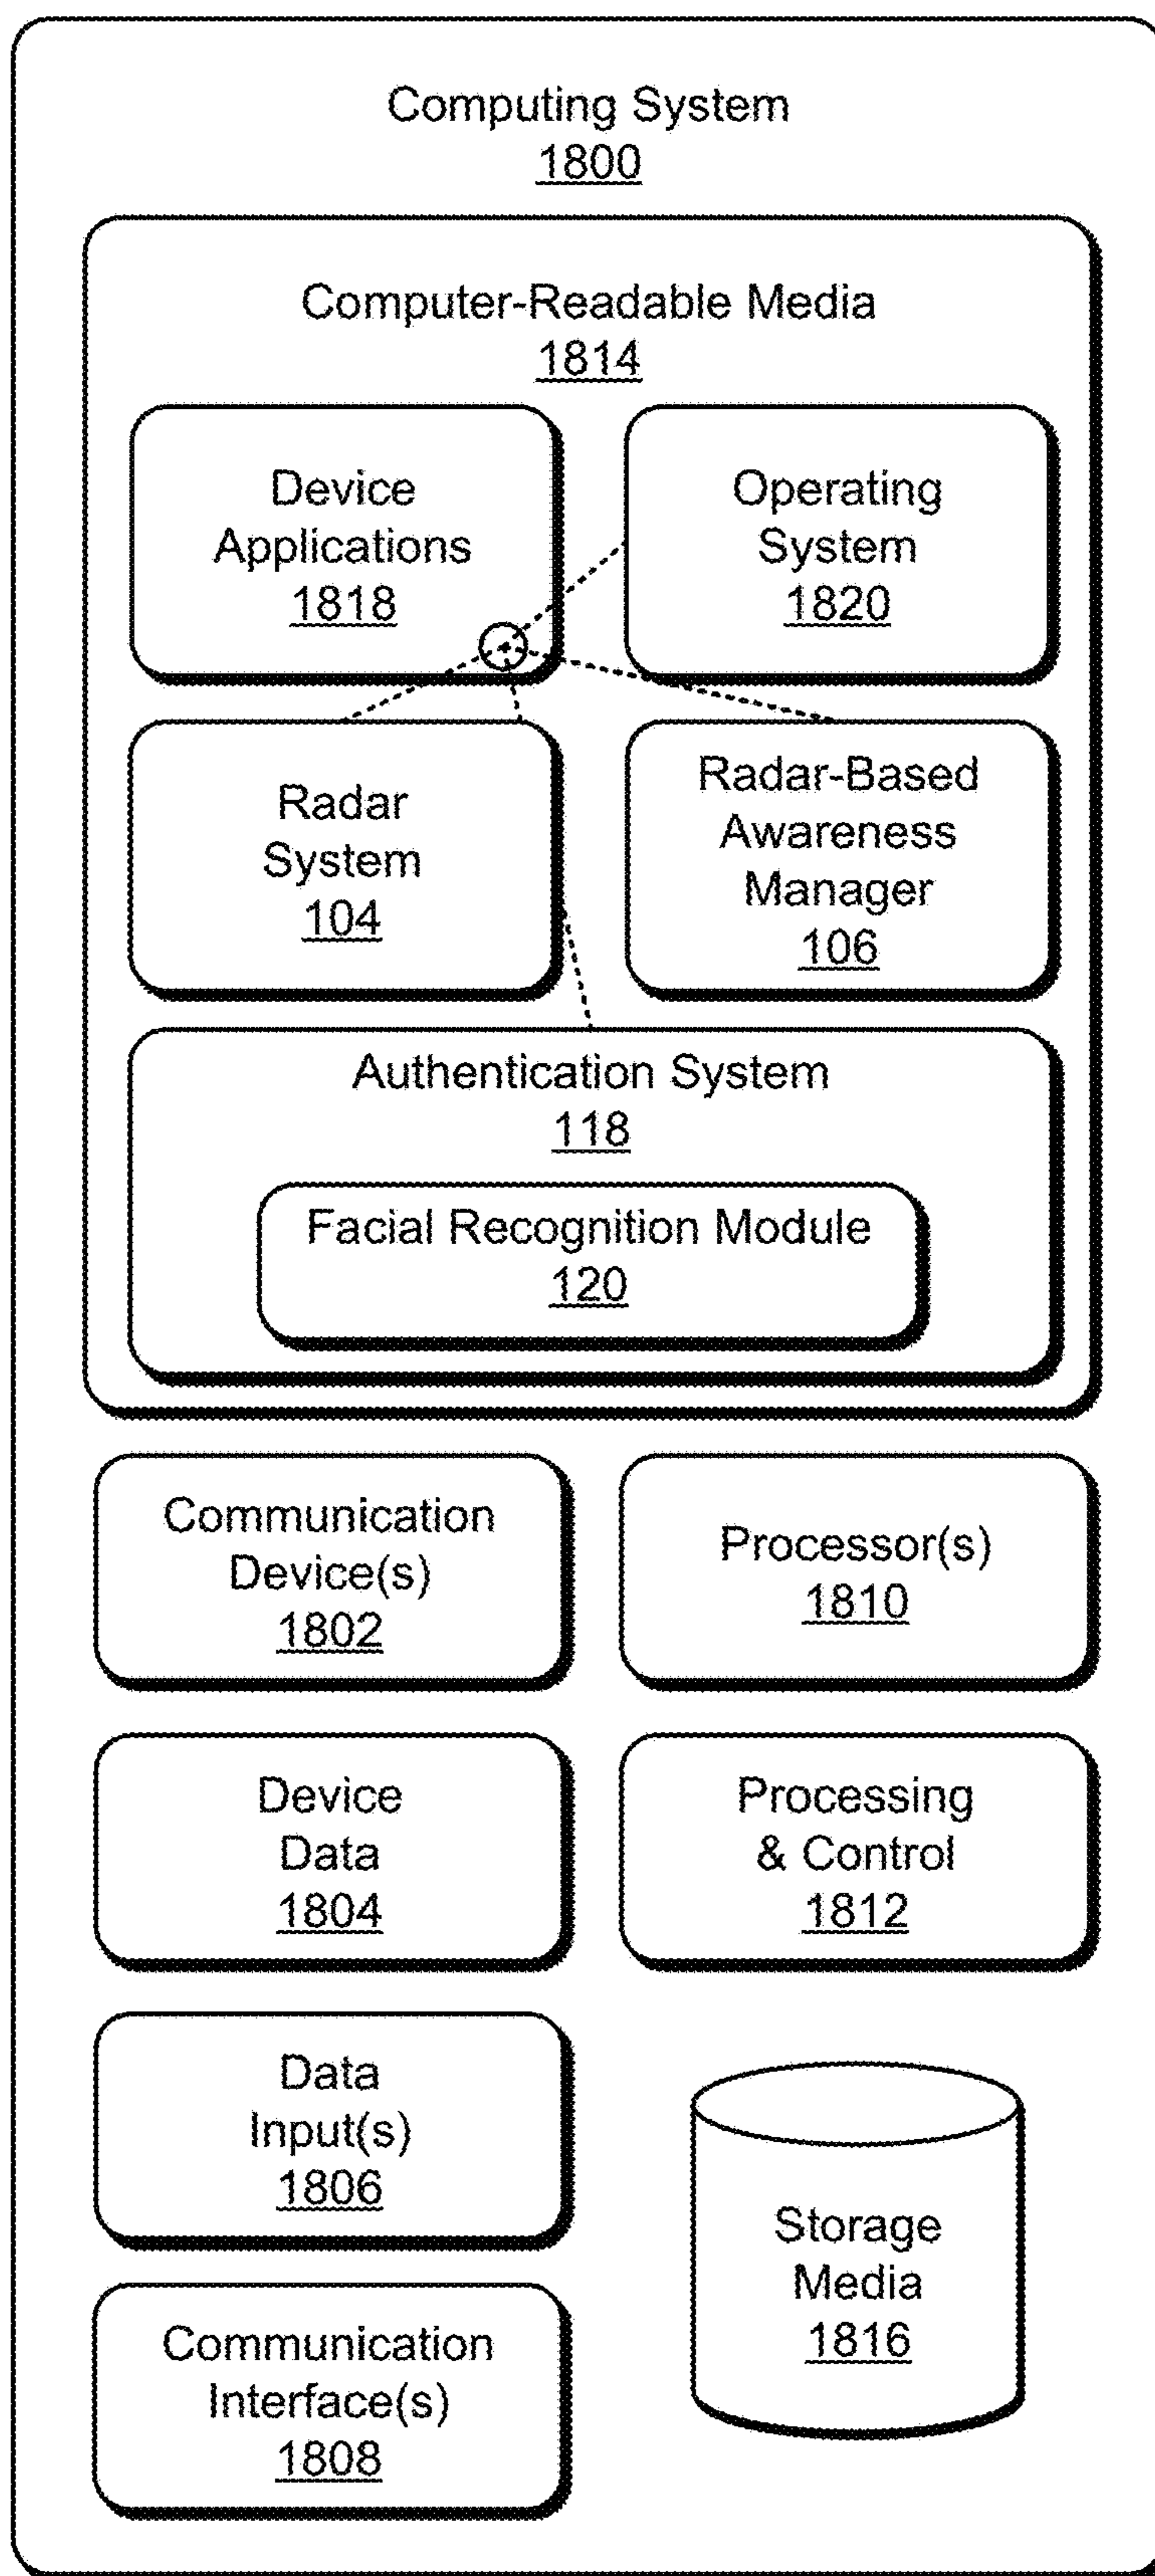 Computing System
1800
Computer-Readable Media
1814
Device
Applications
1818
Operating
System
1820
Radar
System
104
Radar-Based
Awareness
Manager
106
Authentication System
118
Facial Recognition Module
120
Communication
Device(s)
1802
Processor(s)
1810
Device
Data
1804
Processing
& Control
1812
Data
Input(s)
1806
Storage
Media
1816
Communication
Interface(s)
1808